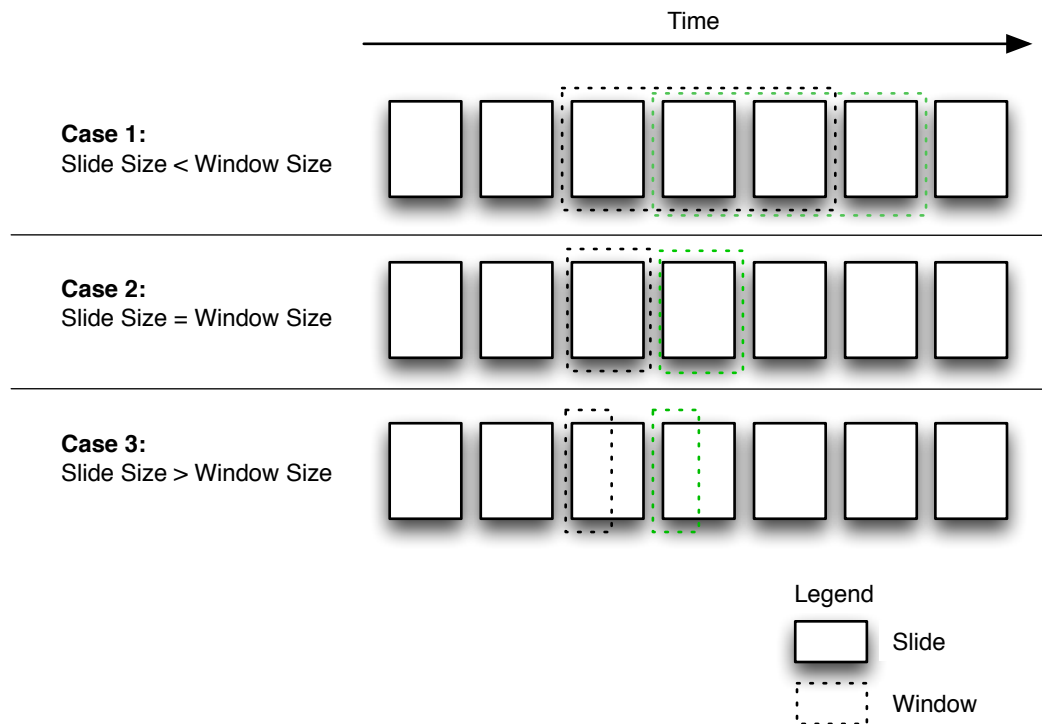 Time
Case 1:
Slide Size < Window Size
Case 2:
Slide Size = Window Size
Case 3:
Slide Size > Window Size
Legend
Slide
Window